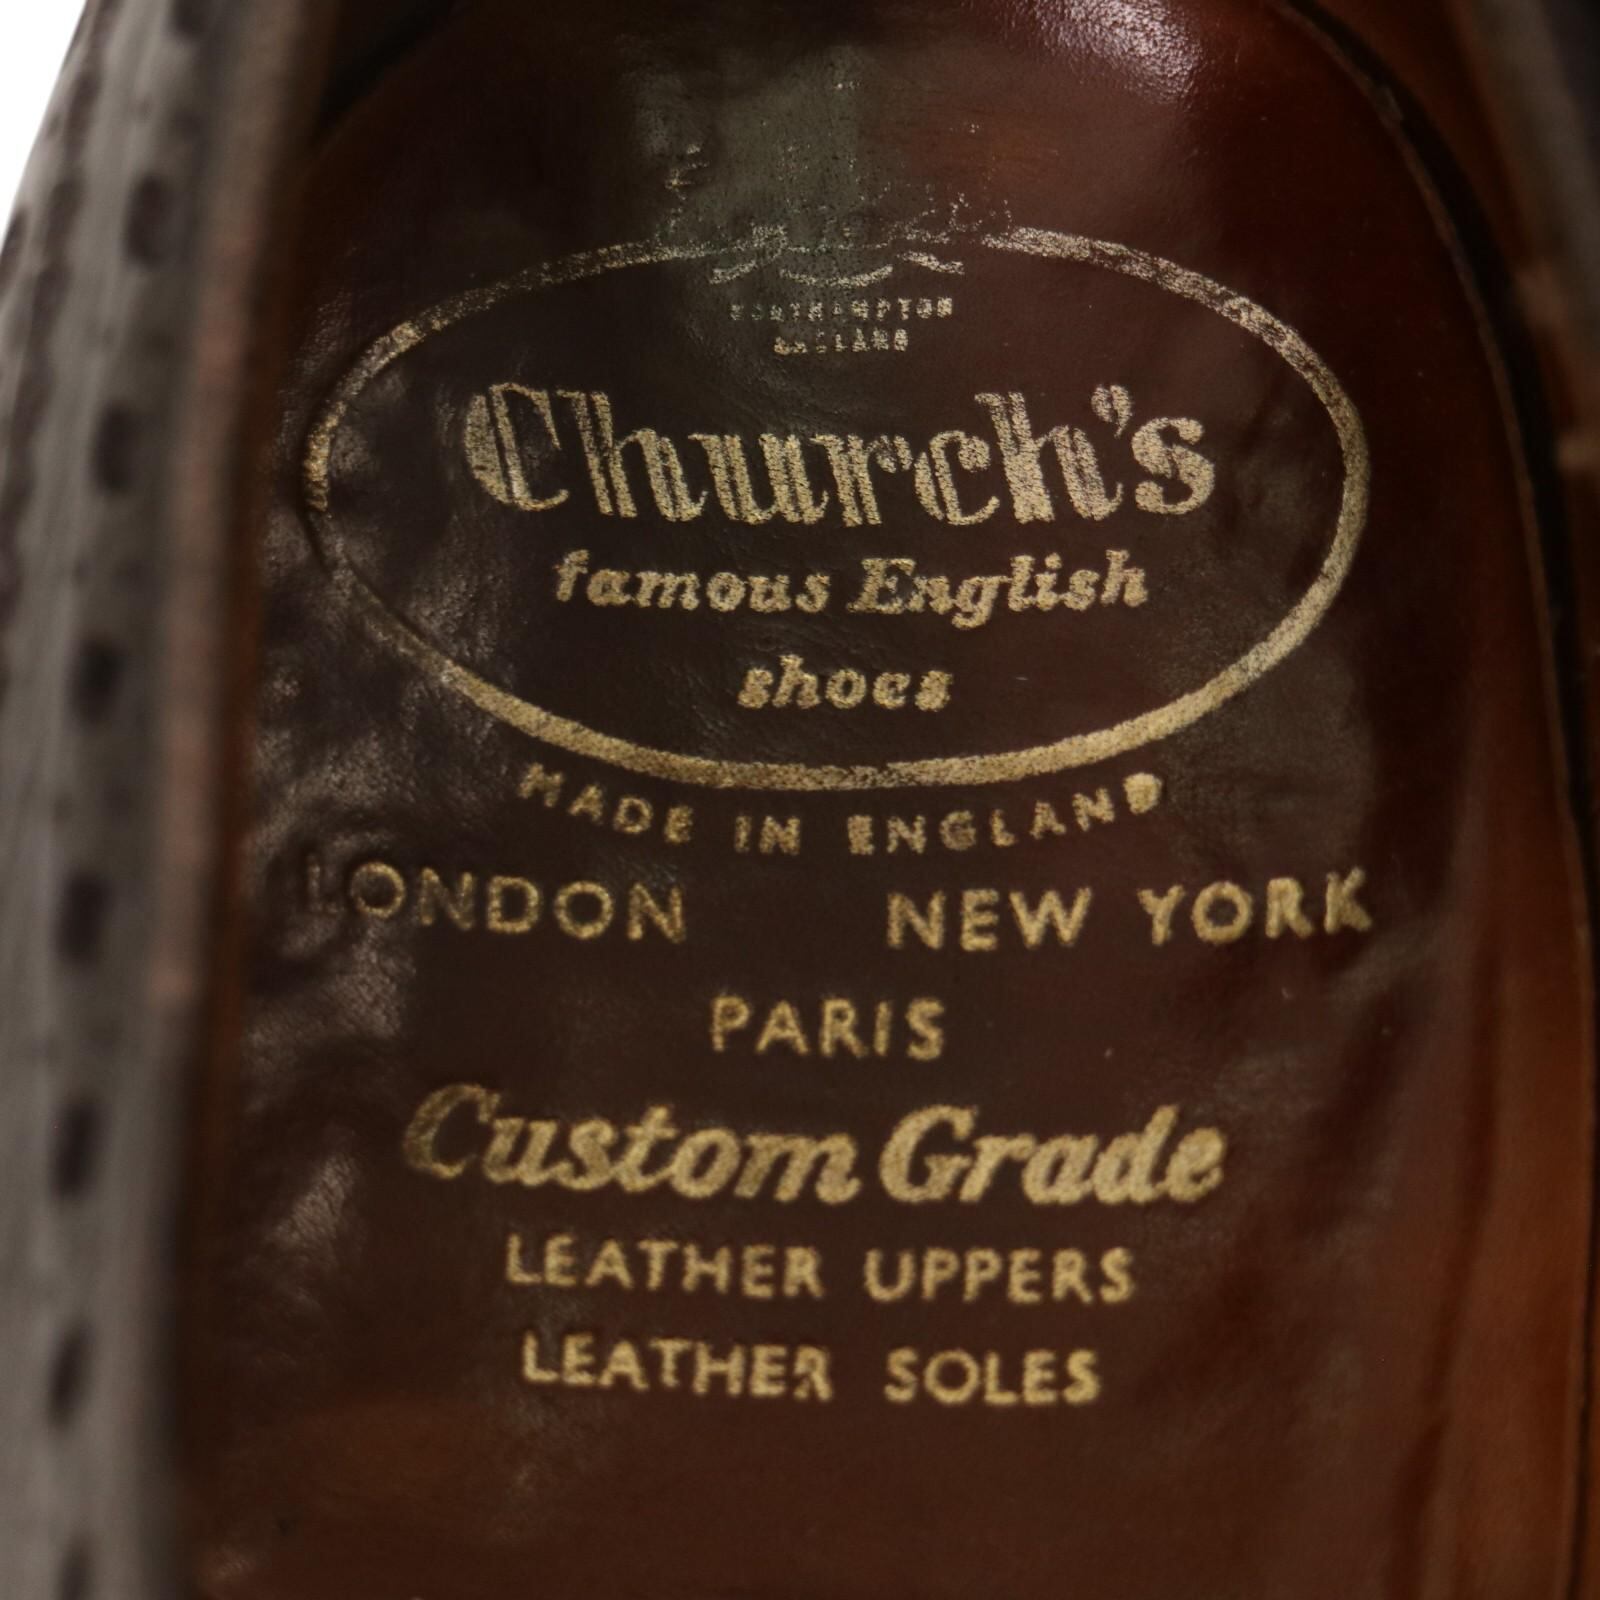 NORTHAMPTON
ENGLAND
Church's
famous English
shoes
MADE IN ENGLAND
LONDON NEW YORK
PARIS
Custom Grade
LEATHER UPPERS
LEATHER SOLES